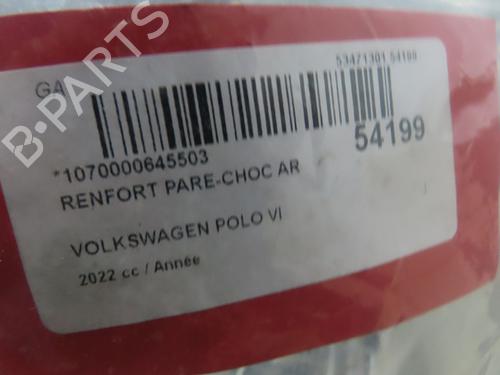 GA
53471301 54199
54199
*1070000645503
RENFORT PARE-CHOC AR
VOLKSWAGEN POLO VI
2022 cc / Année
B-PARTS